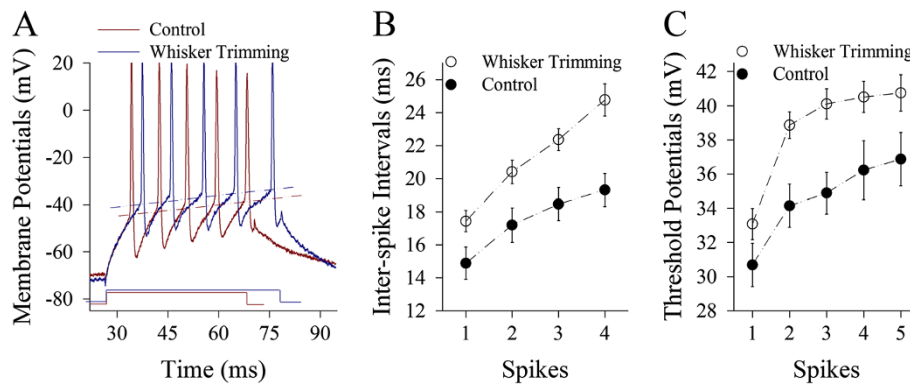 A
Control
Whisker Trimming
Membrane Potentials (mV)
20
0
-20
-40
-60
-80
30 45 60 75 90
Time (ms)
B
Whisker Trimming
Control
Inter-spike Intervals (ms)
26
24
22
20
18
16
14
12
1 2 3 4
Spikes
C
Whisker Trimming
Control
Threshold Potentials (mV)
42
40
38
36
34
32
30
28
1 2 3 4 5
Spikes